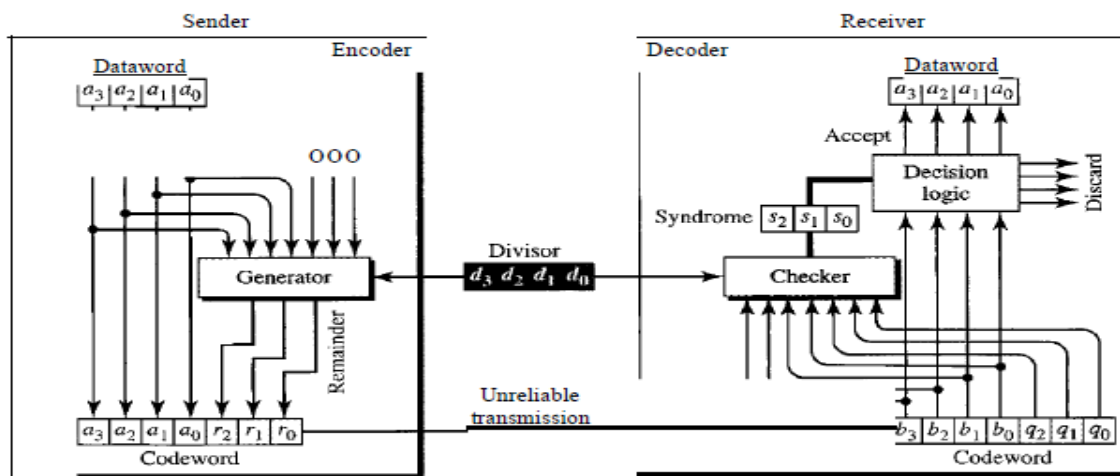 Sender
Receiver
Encoder
Decoder
Dataword
Dataword
a3 a2 a1 a0
a3 a2 a1 a0
Accept
O O O
Decision
logic
Discard
Syndrome
s2 s1 s0
Divisor
Generator
d3 d2 d1 d0
Checker
Remainder
Unreliable
transmission
a3 a2 a1 a0 r2 r1 r0
b3 b2 b1 b0 q2 q1 q0
Codeword
Codeword